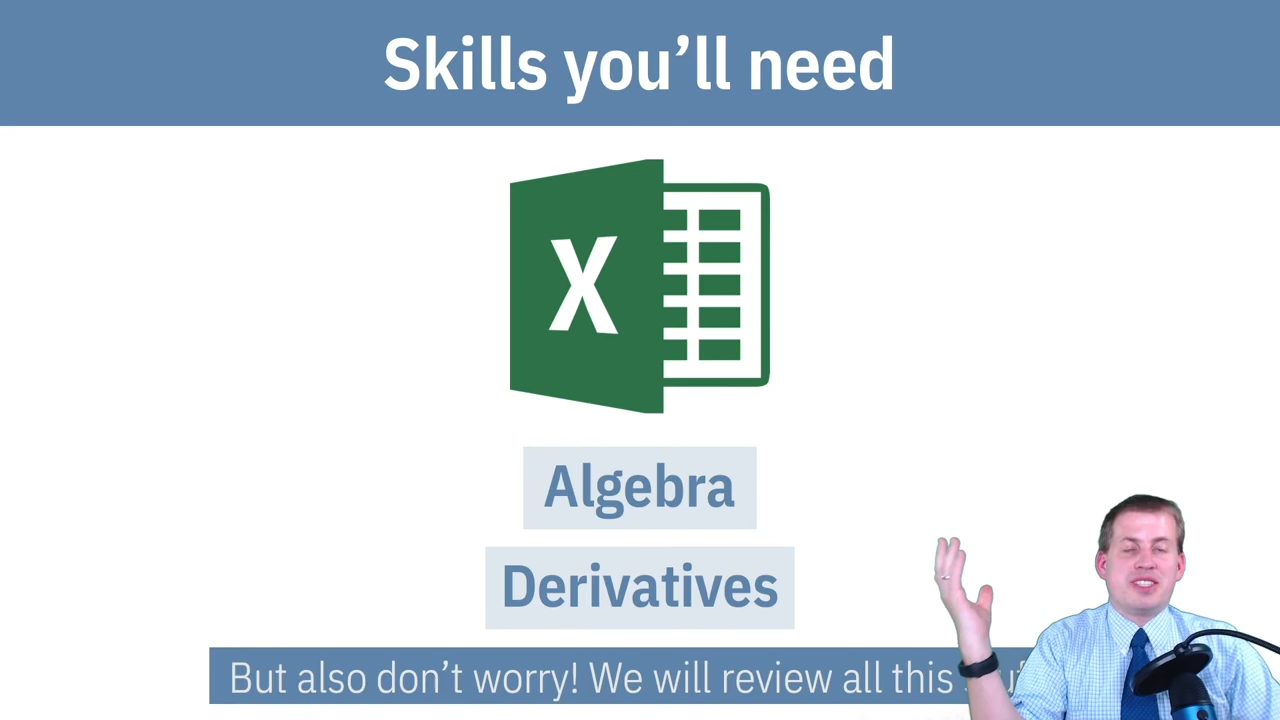 Skills you’ll need
X
Algebra
Derivatives
But also don’t worry! We will review all this